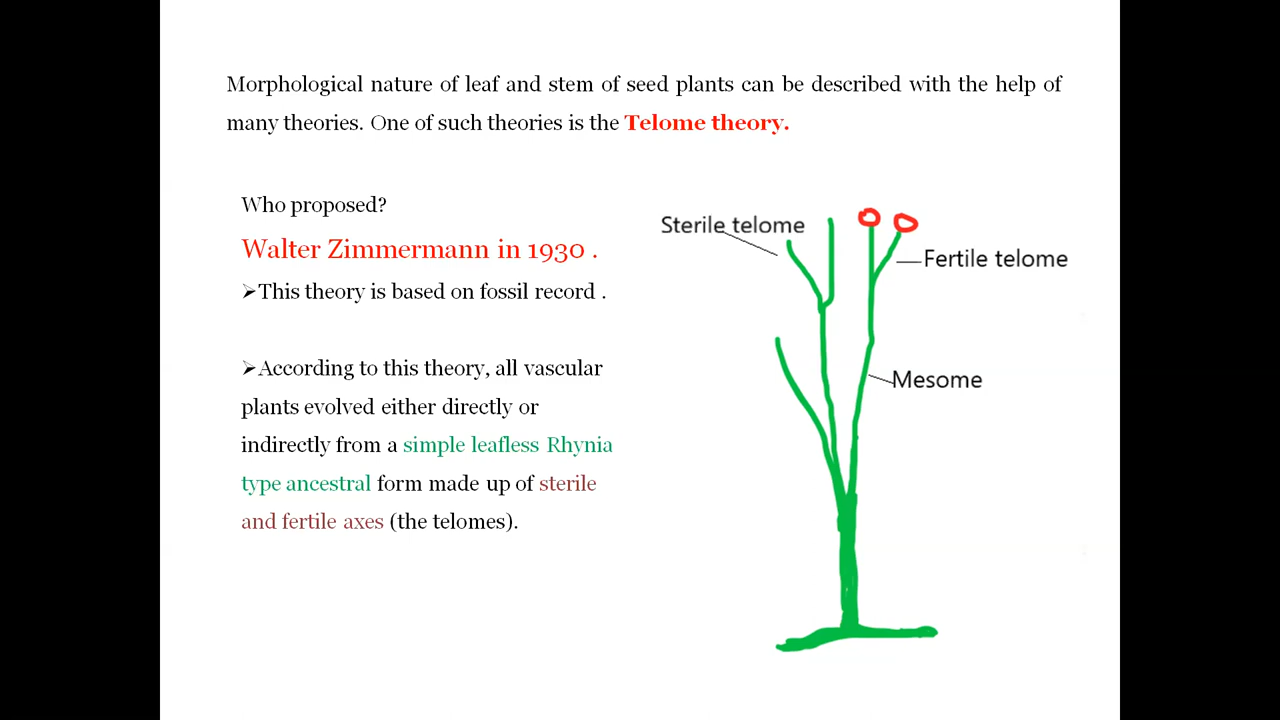 Morphological nature of leaf and stem of seed plants can be described with the help of
many theories. One of such theories is the Telome theory.
Who proposed?
Walter Zimmermann in 1930 .
➢This theory is based on fossil record .
➢According to this theory, all vascular
plants evolved either directly or
indirectly from a simple leafless Rhynia
type ancestral form made up of sterile
and fertile axes (the telomes).
Sterile telome
Fertile telome
Mesome